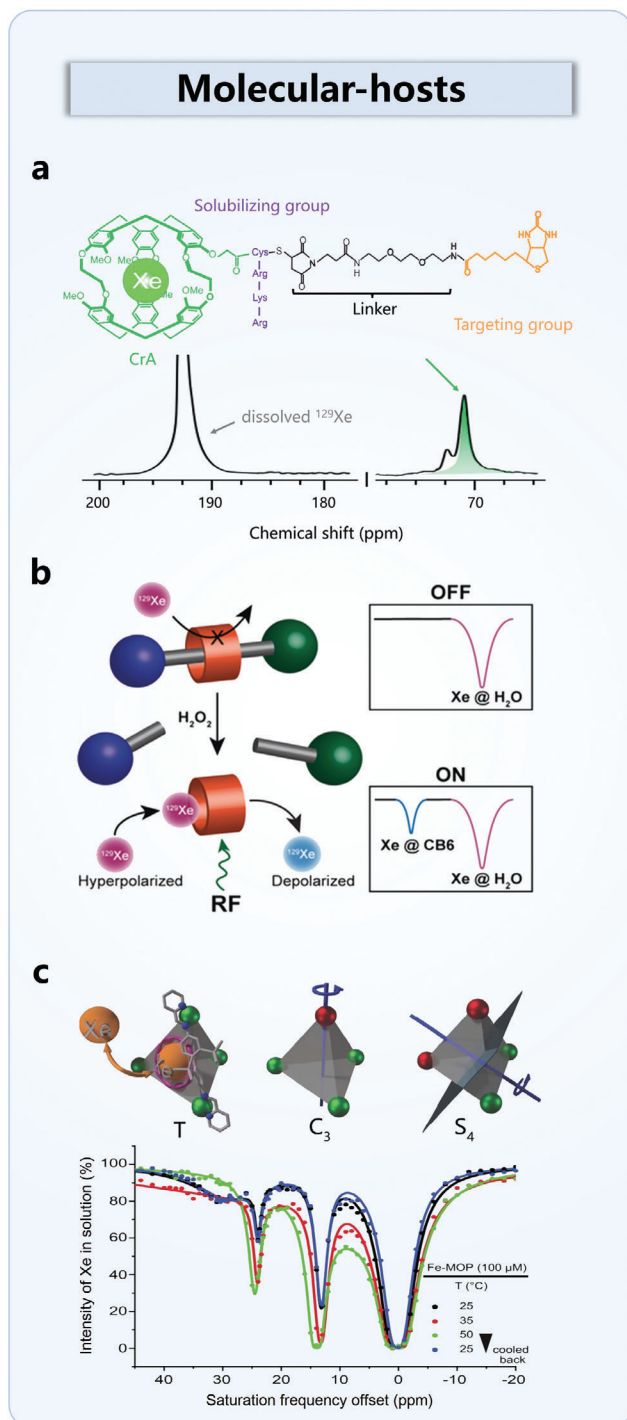 Molecular-hosts
a
Solubilizing group
MeO
MeO
MeO
Me
Xe
CrA
Cys
Arg
Lys
Arg
S
O
O
N
O
N
H
O
O
H
N
O
O
HN
NH
S
Linker
Targeting group
dissolved ¹²⁹Xe
200
190
180
70
Chemical shift (ppm)
b
¹²⁹Xe
X
H₂O₂
OFF
Xe @ H₂O
¹²⁹Xe
¹²⁹Xe
¹²⁹Xe
Hyperpolarized
RF
Depolarized
ON
Xe @ CB6
Xe @ H₂O
c
Xe
Xe
T
C₃
S₄
Intensity of Xe in solution (%)
100
80
60
40
20
0
Fe-MOP (100 µM)
T (°C)
25
35
50
25 cooled
back
40
30
20
10
0
-10
-20
Saturation frequency offset (ppm)